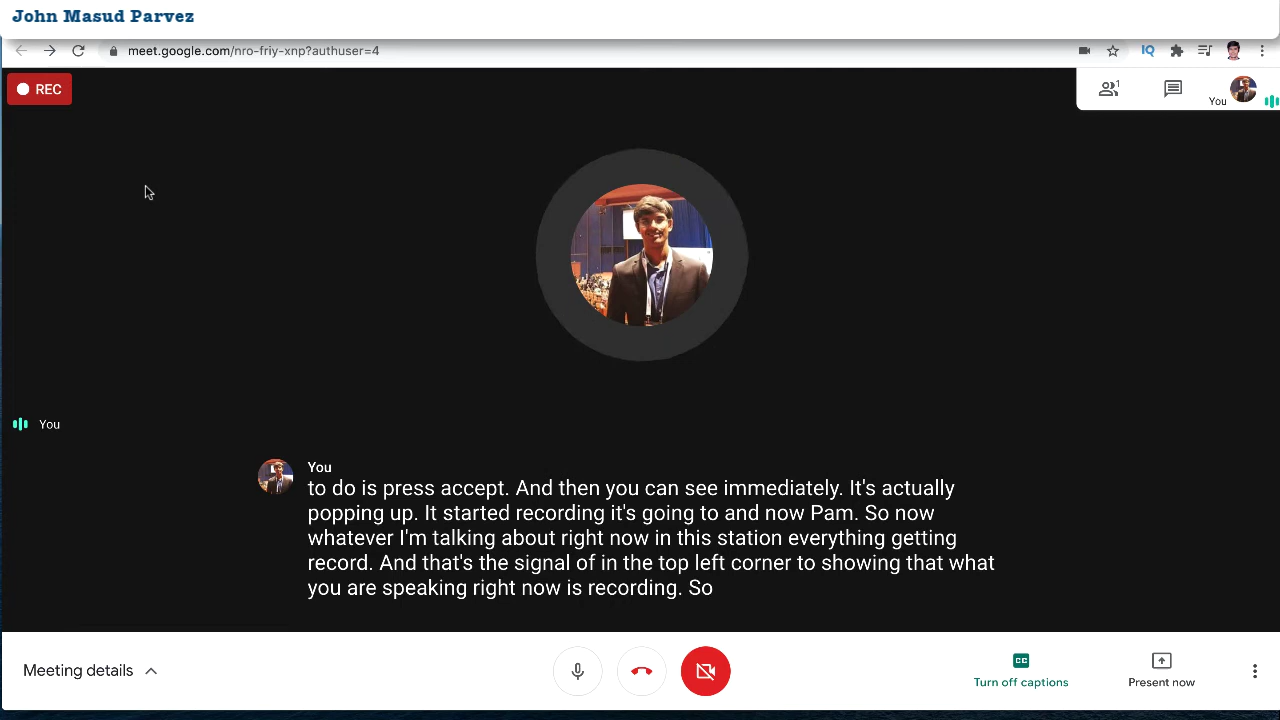 John Masud Parvez
meet.google.com/nro-friy-xnp?authuser=4
IQ
REC
1
You
You
You
to do is press accept. And then you can see immediately. It's actually
popping up. It started recording it's going to and now Pam. So now
whatever I'm talking about right now in this station everything getting
record. And that's the signal of in the top left corner to showing that what
you are speaking right now is recording. So
Meeting details
CC
Turn off captions
Present now